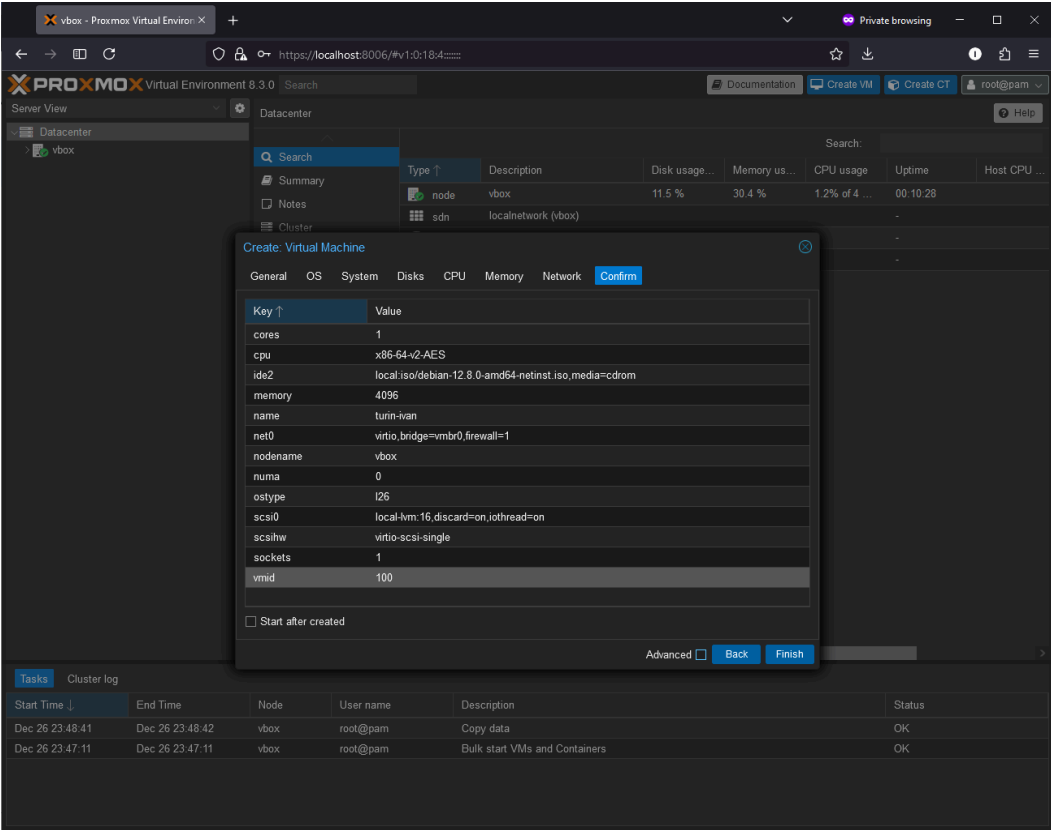 vbox - Proxmox Virtual Environ
Private browsing
https://localhost:8006/#v1:0:18:4:::::::
PROXMOX Virtual Environment 8.3.0 Search
Documentation Create VM Create CT root@pam
Server View
Datacenter
Help
Datacenter
vbox
Search:
Search
Summary
Notes
Cluster
Type Description Disk usage... Memory us... CPU usage Uptime Host CPU ...
node vbox 11.5 % 30.4 % 1.2% of 4 ... 00:10:28
sdn localnetwork (vbox) -
-
-
Create: Virtual Machine
General OS System Disks CPU Memory Network Confirm
Key Value
cores 1
cpu x86-64-v2-AES
ide2 local:iso/debian-12.8.0-amd64-netinst.iso,media=cdrom
memory 4096
name turin-ivan
net0 virtio,bridge=vmbr0,firewall=1
nodename vbox
numa 0
ostype l26
scsi0 local-lvm:16,discard=on,iothread=on
scsihw virtio-scsi-single
sockets 1
vmid 100
Start after created
Advanced Back Finish
Tasks Cluster log
Start Time End Time Node User name Description Status
Dec 26 23:48:41 Dec 26 23:48:42 vbox root@pam Copy data OK
Dec 26 23:47:11 Dec 26 23:47:11 vbox root@pam Bulk start VMs and Containers OK